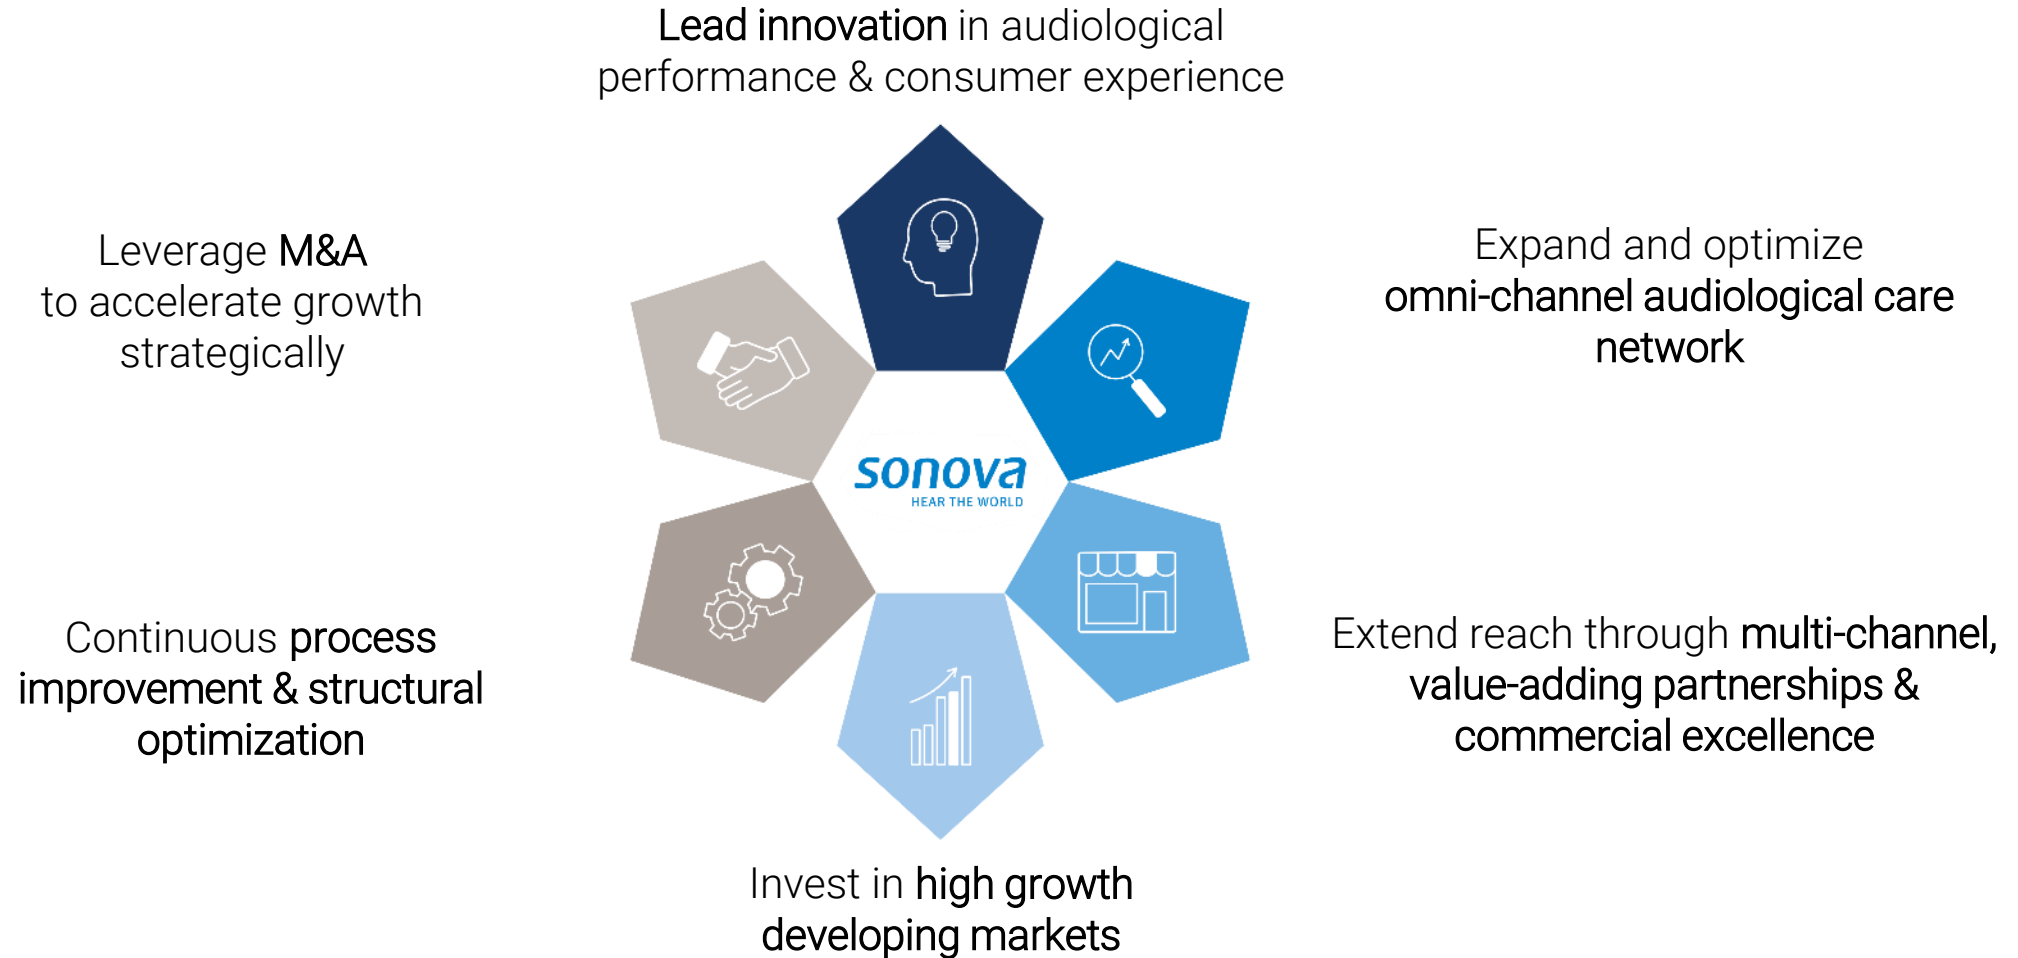 Lead innovation in audiological
performance & consumer experience
Leverage M&A
to accelerate growth
strategically
Expand and optimize
omni-channel audiological care
network
sonova
HEAR THE WORLD
Continuous process
improvement & structural
optimization
Extend reach through multi-channel,
value-adding partnerships &
commercial excellence
Invest in high growth
developing markets